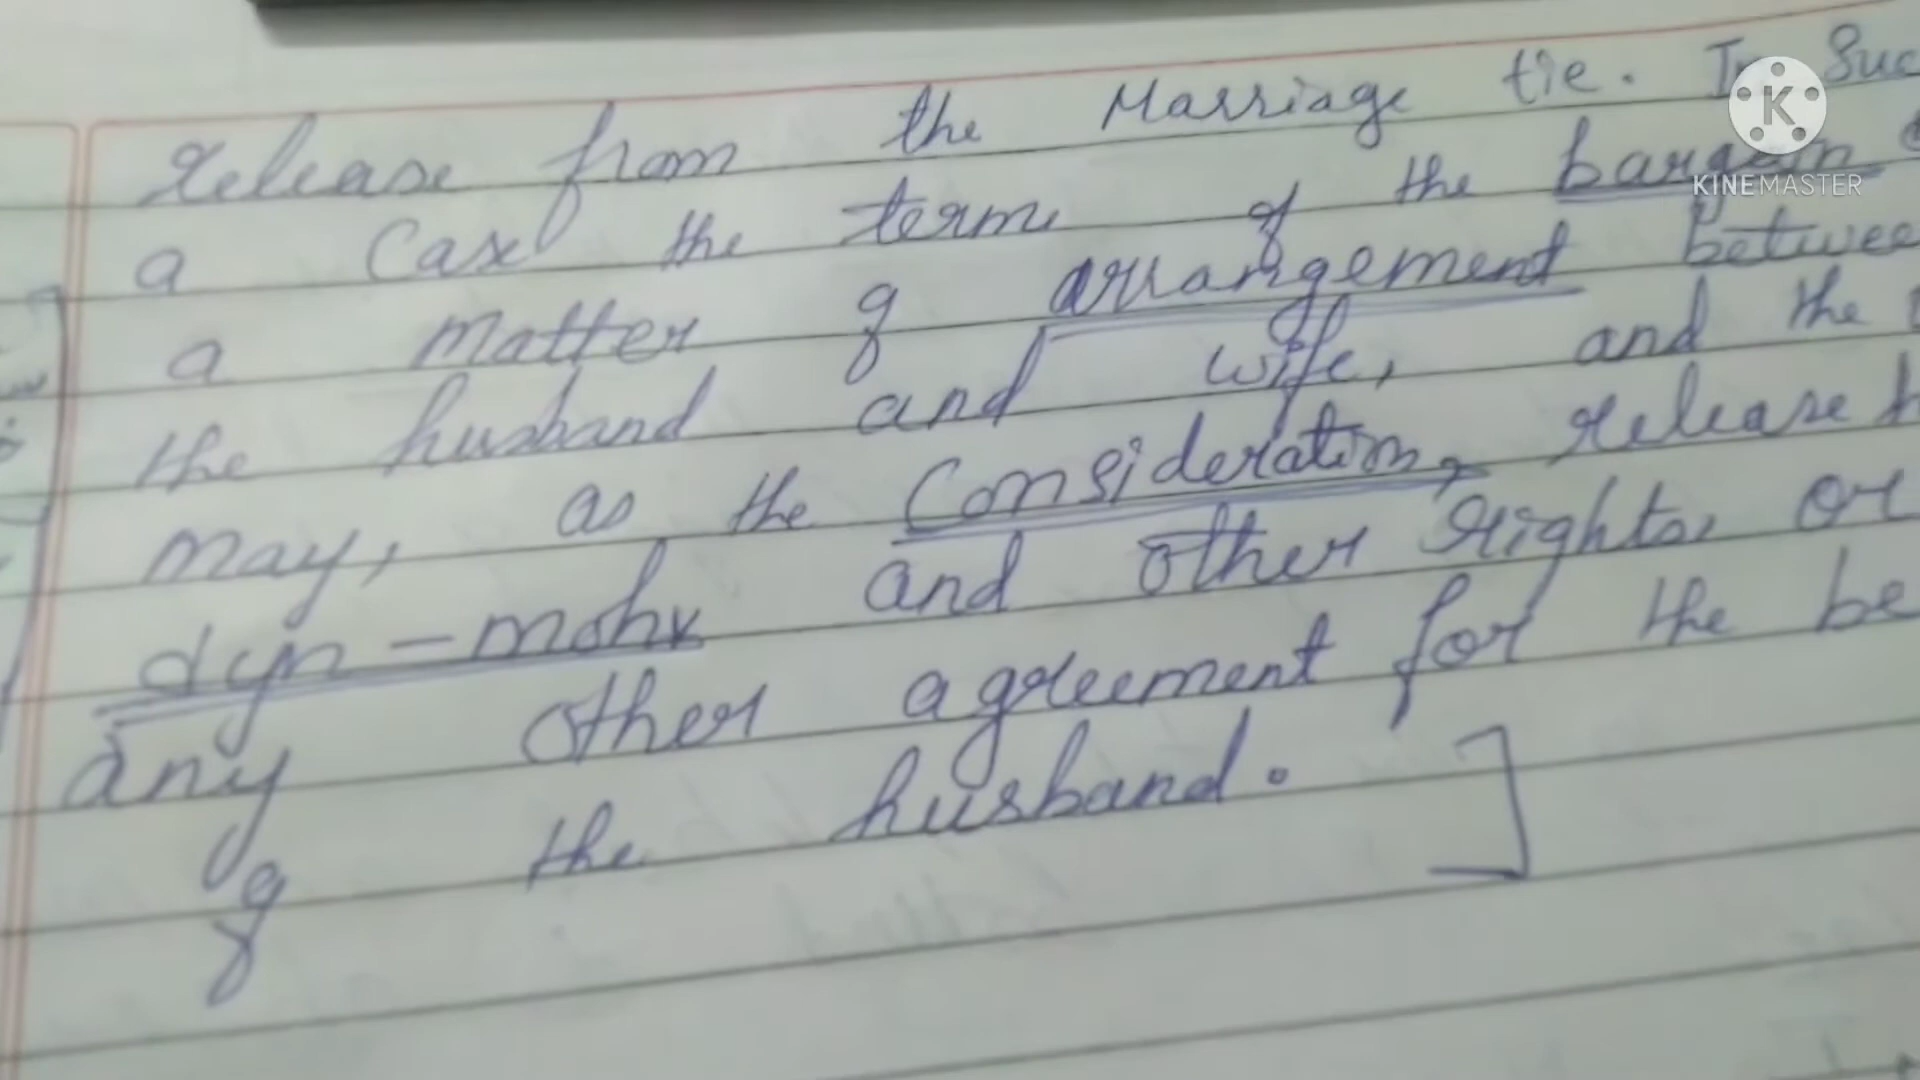 release from the Marriage tie. In Suc
a case the terms of the bargain
a matter of arrangement betwee
the husband and wife, and the
may, as the Consideration, release h
dyn-mohr and other rights, or
any other agreement for the be
of the husband. ]
KINEMASTER